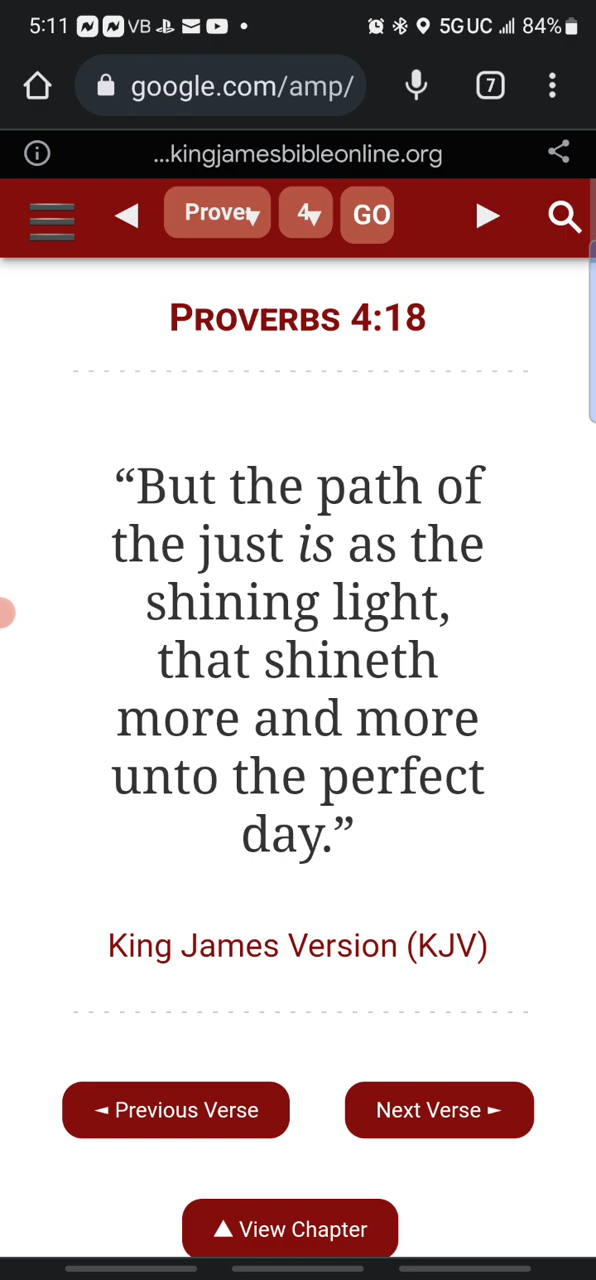 5:11 VB 5G UC 84%
google.com/amp/ 7
...kingjamesbibleonline.org
Prove 4 GO
PROVERBS 4:18
“But the path of
the just is as the
shining light,
that shineth
more and more
unto the perfect
day.”
King James Version (KJV)
◄ Previous Verse Next Verse ►
▲ View Chapter